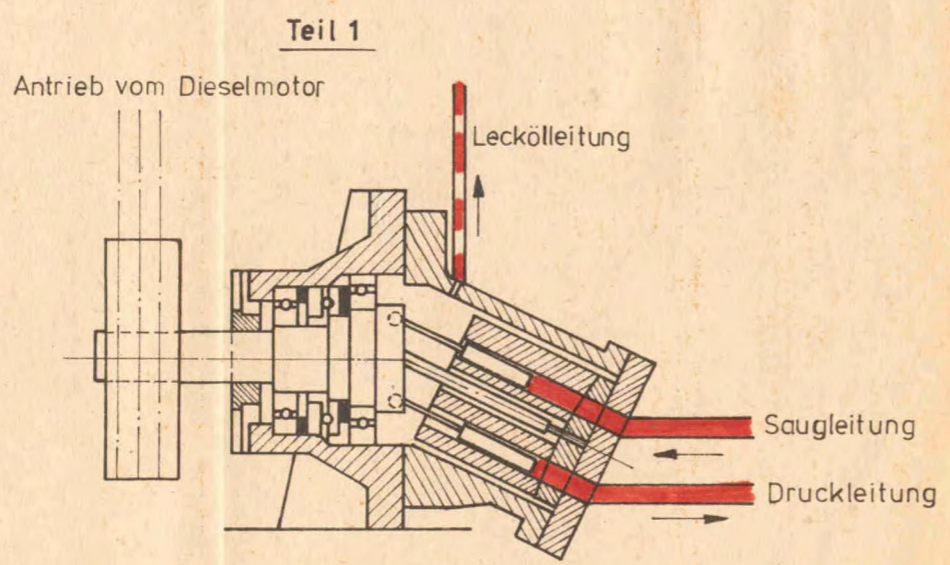 Teil 1
Antrieb vom Dieselmotor
Leckölleitung
Saugleitung
Druckleitung